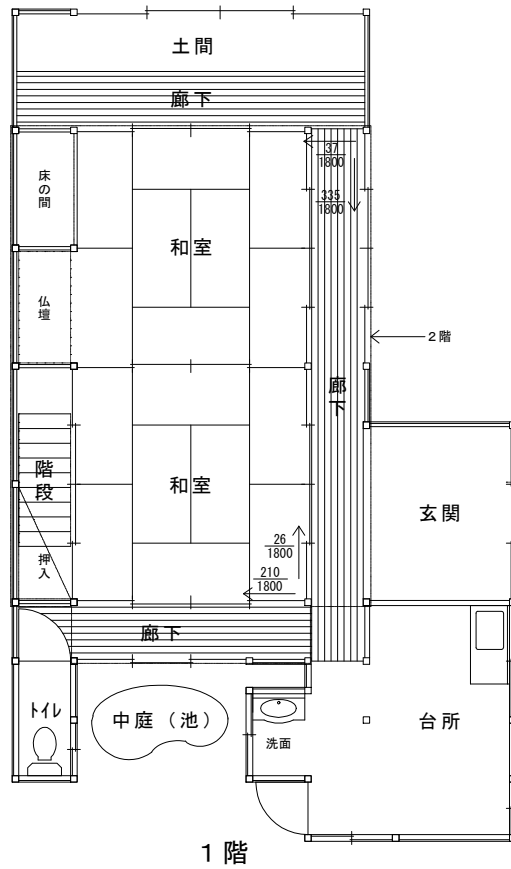 土間
廊下
床の間
37
1800
335
1800
和室
仏壇
2階
廊下
階段
和室
玄関
押入
26
1800
210
1800
廊下
トイレ
中庭（池）
洗面
台所
1階